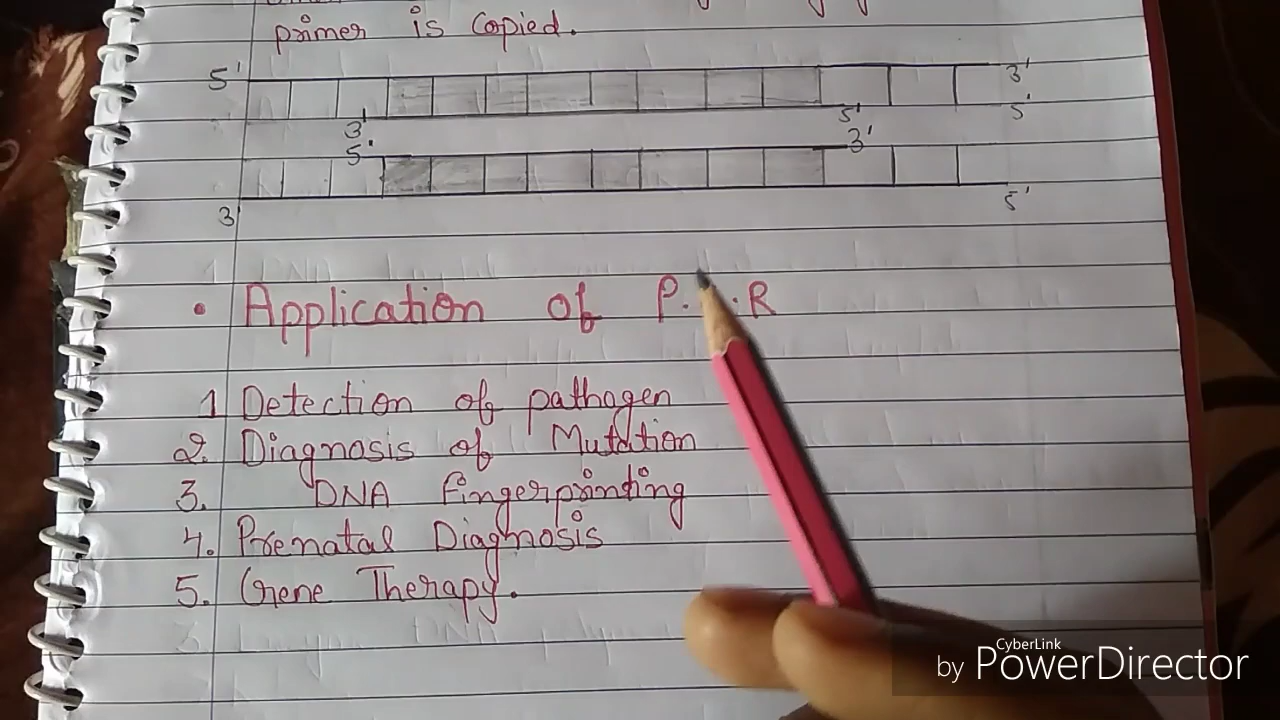 primer is Copied.
5' 3'
3' 5' 5'
5' 3'
3' 5'
• Application of P. .R
1 Detection of pathogen
2. Diagnosis of Mutation
3. DNA fingerprinting
4. Prenatal Diagnosis
5. Gene Therapy.
CyberLink
by PowerDirector